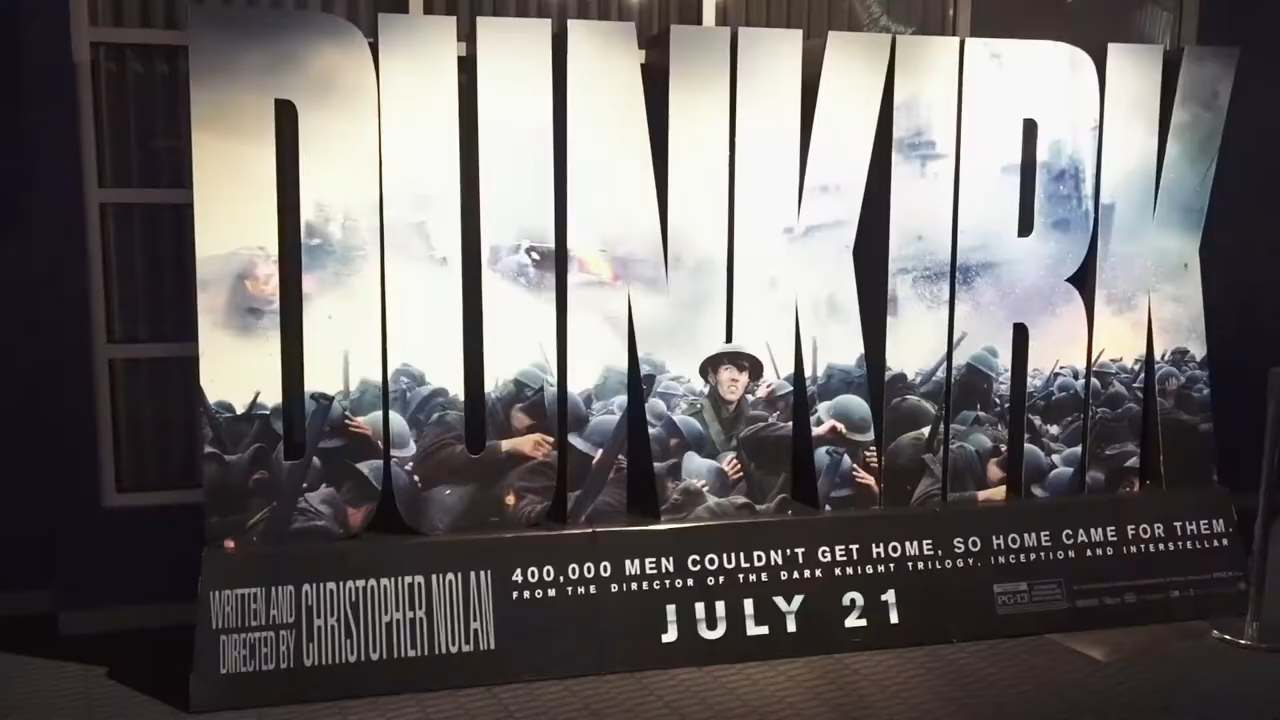 DUNKIRK
400,000 MEN COULDN'T GET HOME, SO HOME CAME FOR THEM.
FROM THE DIRECTOR OF THE DARK KNIGHT TRILOGY, INCEPTION AND INTERSTELLAR
WRITTEN AND
DIRECTED BY
CHRISTOPHER NOLAN
JULY 21
PG-13